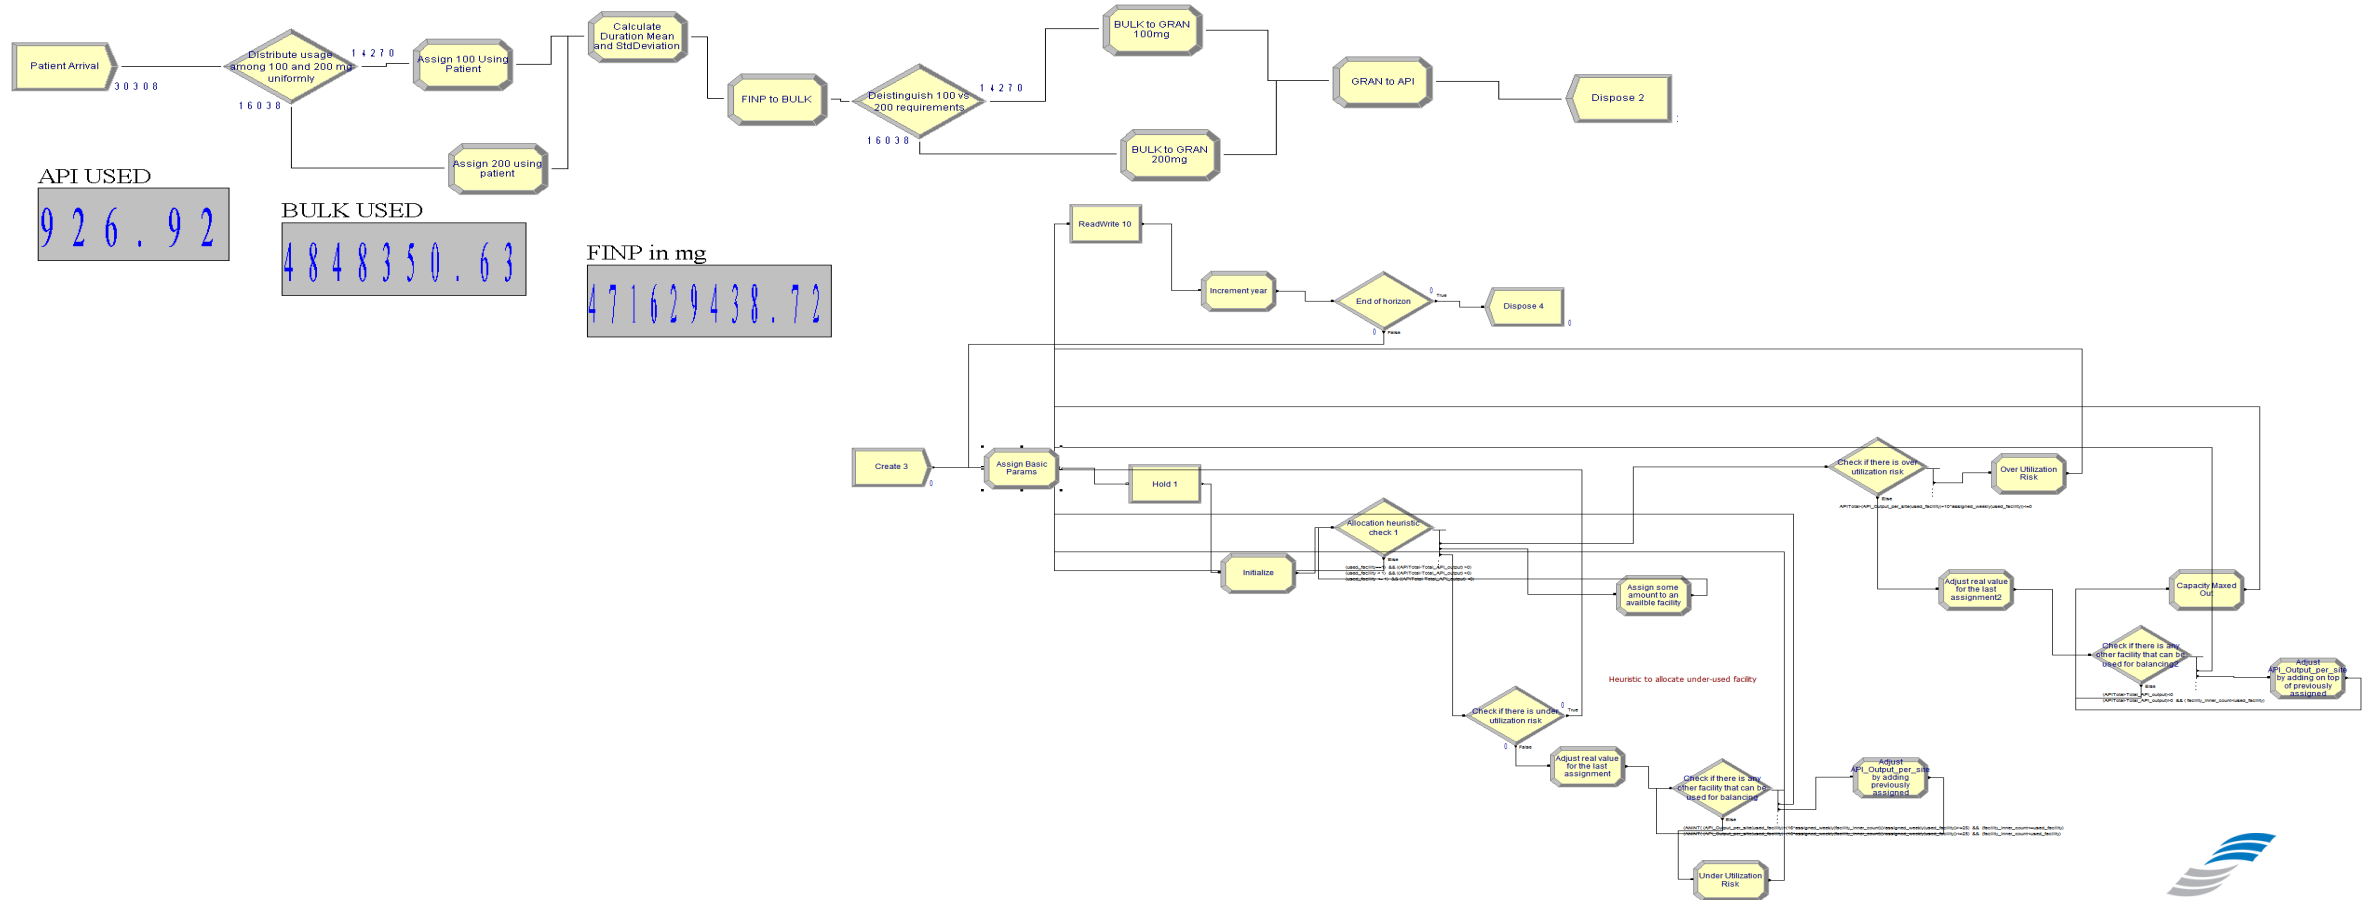 Patient Arrival
30308
Distribute usage
among 100 and 200 mg
uniformly
14270
16038
Assign 100 Using
Patient
Assign 200 using
patient
Calculate
Duration Mean
and StdDeviation
FINP to BULK
Deistinguish 100 vs
200 requirements
14270
16038
BULK to GRAN
100mg
BULK to GRAN
200mg
GRAN to API
Dispose 2
API USED
926.92
BULK USED
4848350.63
FINP in mg
471629438.72
ReadWrite 10
Increment year
End of horizon
0
True
0
False
Dispose 4
0
Create 3
0
Assign Basic
Params
Hold 1
Initialize
Allocation heuristic
check 1
Else
Assign some
amount to an
availble facility
Check if there is over
utilization risk
Else
Over Utilization
Risk
Adjust real value
for the last
assignment2
Capacity Maxed
Out
Check if there is any
other facility that can be
used for balancing2
Else
Adjust
API_Output_per_site
by adding on top
of previously
assigned
Heuristic to allocate under-used facility
Check if there is under
utilization risk
0
True
0
False
Adjust real value
for the last
assignment
Check if there is any
other facility that can be
used for balancing
Else
Adjust
API_Output_per_site
by adding
previously
assigned
Under Utilization
Risk